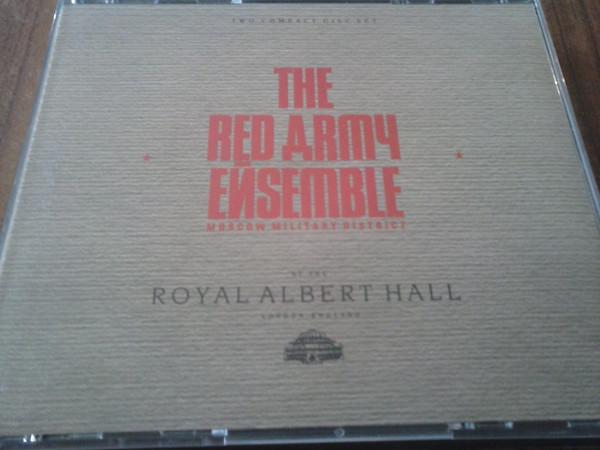 TWO COMPACT DISC SET
THE
RED ARMY
ENSEMBLE
MOSCOW MILITARY DISTRICT
AT THE
ROYAL ALBERT HALL
LONDON ENGLAND